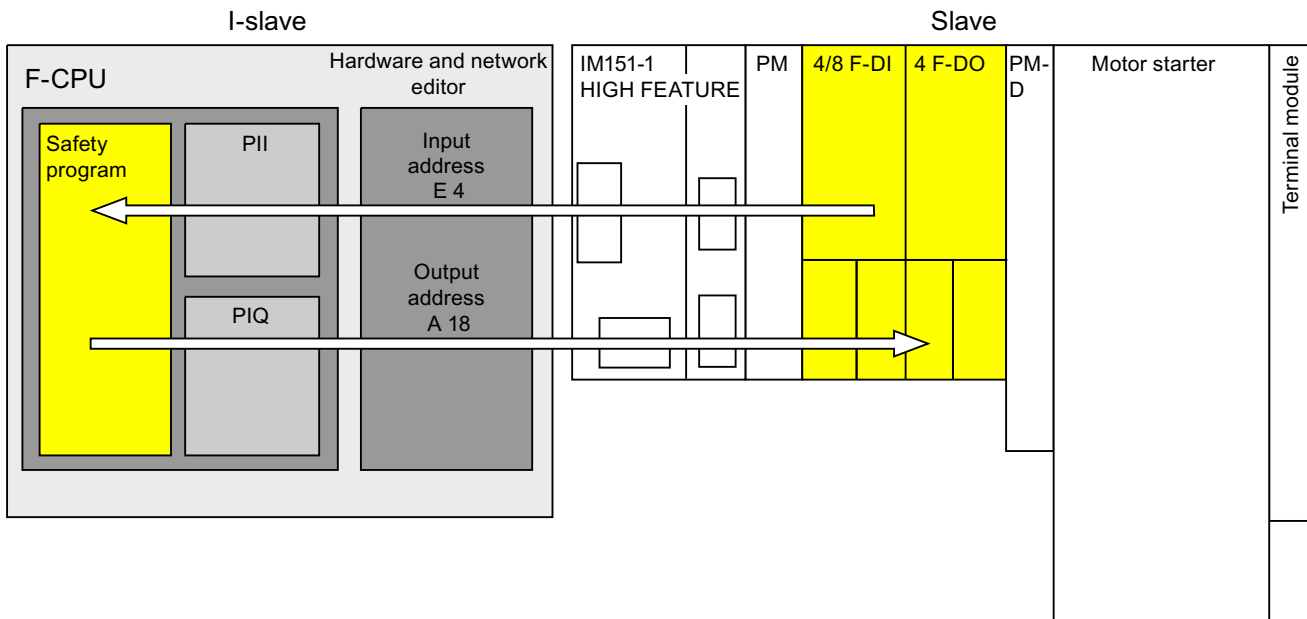 I-slave
Slave
F-CPU
Hardware and network
editor
Safety
program
PII
PIQ
Input
address
E 4
Output
address
A 18
IM151-1
HIGH FEATURE
PM
4/8 F-DI
4 F-DO
PM-
D
Motor starter
Terminal module